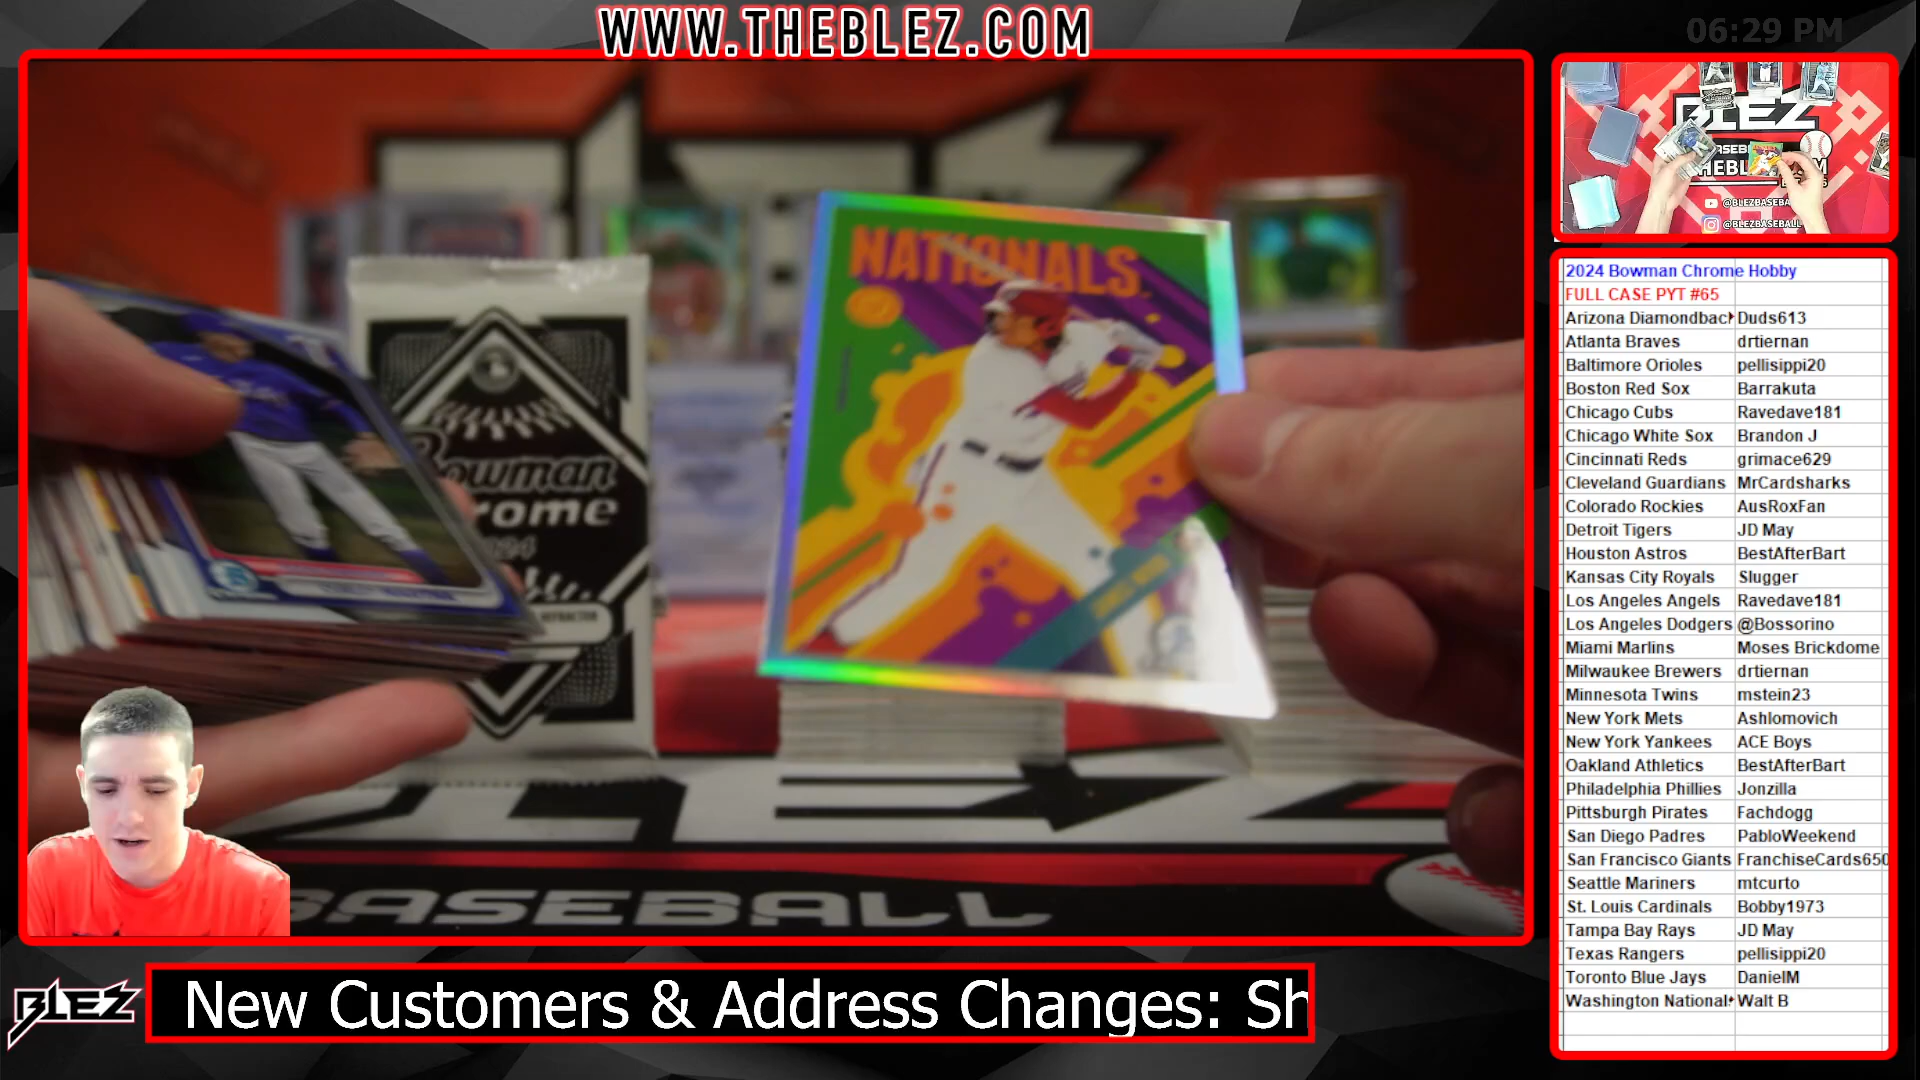 WWW.THEBLEZ.COM
06:29 PM
NATIONALS
Bowman
Chrome
2024
REFRACTOR
BASEBALL
BLEZ
@BLEZBASEBALL
2024 Bowman Chrome Hobby
FULL CASE PYT #65
Arizona Diamondback Duds613
Atlanta Braves drtiernan
Baltimore Orioles pellisippi20
Boston Red Sox Barrakuta
Chicago Cubs Ravedave181
Chicago White Sox Brandon J
Cincinnati Reds grimace629
Cleveland Guardians MrCardsharks
Colorado Rockies AusRoxFan
Detroit Tigers JD May
Houston Astros BestAfterBart
Kansas City Royals Slugger
Los Angeles Angels Ravedave181
Los Angeles Dodgers @Bossorino
Miami Marlins Moses Brickdome
Milwaukee Brewers drtiernan
Minnesota Twins mstein23
New York Mets Ashlomovich
New York Yankees ACE Boys
Oakland Athletics BestAfterBart
Philadelphia Phillies Jonzilla
Pittsburgh Pirates Fachdogg
San Diego Padres PabloWeekend
San Francisco Giants FranchiseCards650
Seattle Mariners mtcurto
St. Louis Cardinals Bobby1973
Tampa Bay Rays JD May
Texas Rangers pellisippi20
Toronto Blue Jays DanielM
Washington National Walt B
BLEZ
New Customers & Address Changes: Sh